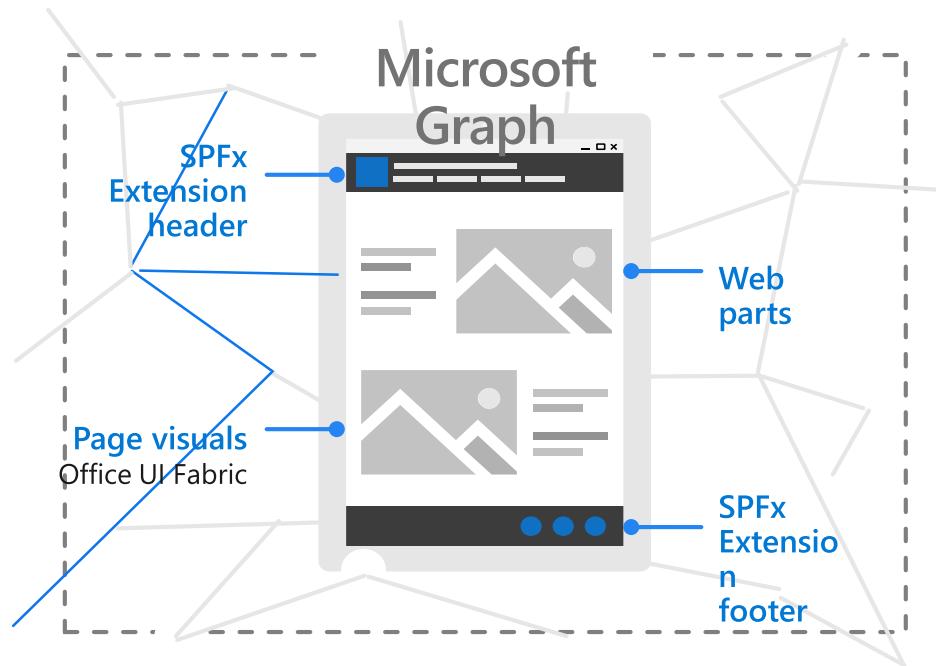 Microsoft
Graph
SPFx
Extension
header
Web
parts
Page visuals
Office UI Fabric
SPFx
Extensio
n
footer